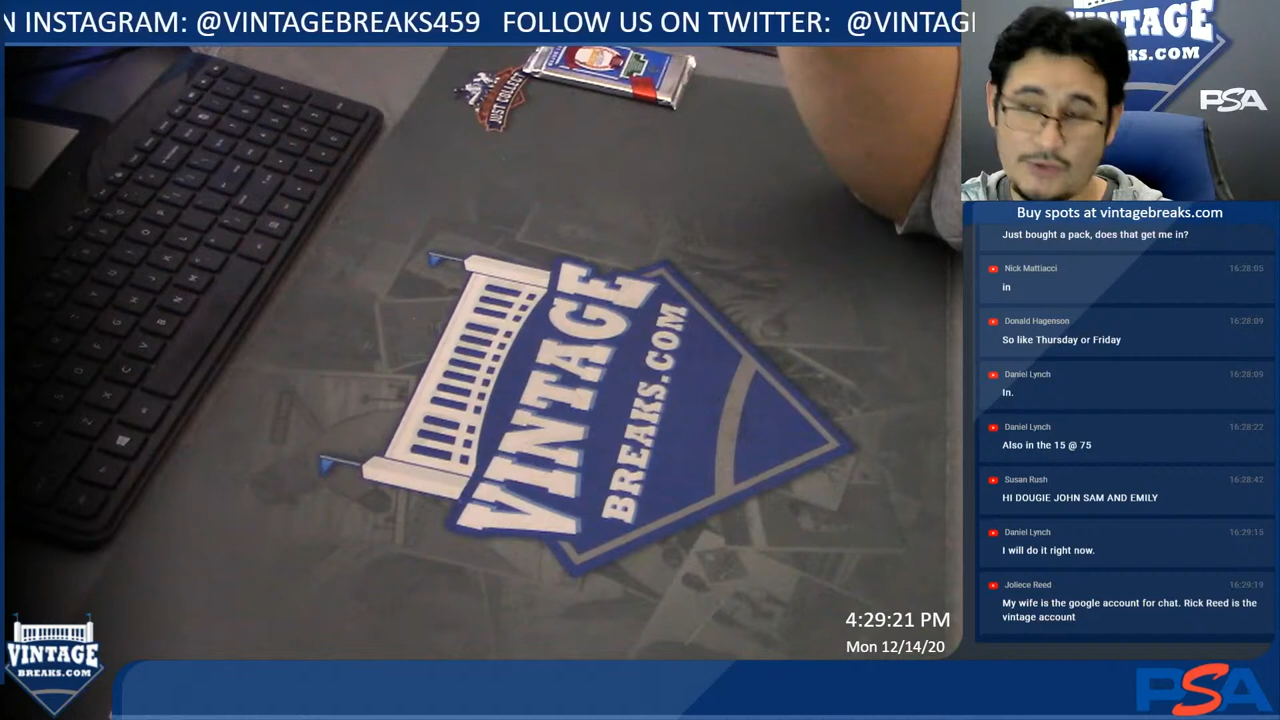 N INSTAGRAM: @VINTAGEBREAKS459 FOLLOW US ON TWITTER: @VINTAGI
KS.COM
PSA
JUST COLLECT
Buy spots at vintagebreaks.com
Just bought a pack, does that get me in?
Nick Mattiacci 16:28:05
in
Donald Hagenson 16:28:09
So like Thursday or Friday
Daniel Lynch 16:28:09
In.
Daniel Lynch 16:28:22
Also in the 15 @ 75
Susan Rush 16:28:42
HI DOUGIE JOHN SAM AND EMILY
Daniel Lynch 16:29:15
I will do it right now.
Joliece Reed 16:29:19
My wife is the google account for chat. Rick Reed is the
vintage account
VINTAGE
BREAKS.COM
4:29:21 PM
Mon 12/14/20
VINTAGE
BREAKS.COM
PSA